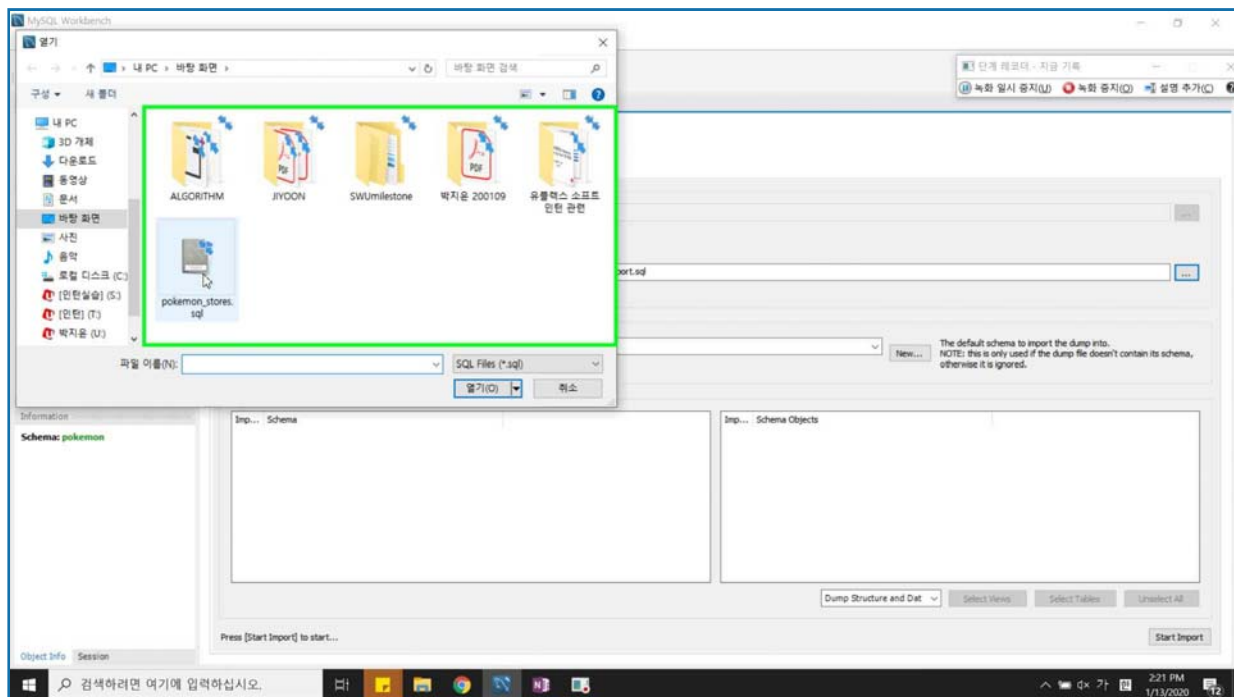 MySQL Workbench
열기
내 PC › 바탕 화면 ›
바탕 화면 검색
단계 레코더 - 지금 기록
녹화 일시 중지(U) 녹화 중지(O) 설명 추가(C)
구성 새 폴더
내 PC
3D 개체
다운로드
동영상
문서
바탕 화면
사진
음악
로컬 디스크 (C:)
[인턴실습] (S:)
[인턴] (T:)
박지윤 (U:)
ALGORITHM JIYOON SWUmilestone 박지윤 200109 유플렉스 소프트
인턴 관련
pokemon_stores.
sql
port.sql
파일 이름(N): SQL Files (*.sql)
열기(O) 취소
New...
The default schema to import the dump into.
NOTE: this is only used if the dump file doesn't contain its schema,
otherwise it is ignored.
Information
Schema: pokemon
Imp... Schema
Imp... Schema Objects
Dump Structure and Dat Select Views Select Tables Unselect All
Press [Start Import] to start... Start Import
Object Info Session
검색하려면 여기에 입력하십시오.
가 한
2:21 PM
1/13/2020